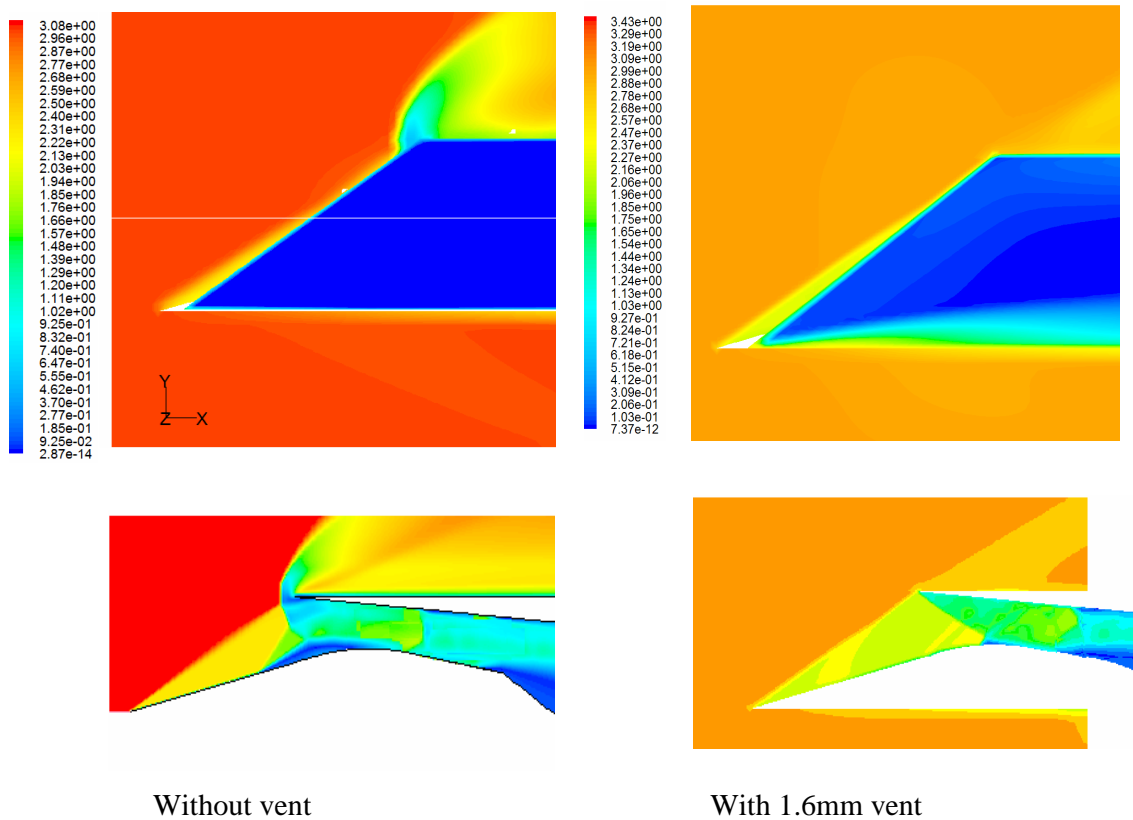 3.08e+00
2.96e+00
2.87e+00
2.77e+00
2.68e+00
2.59e+00
2.50e+00
2.40e+00
2.31e+00
2.22e+00
2.13e+00
2.03e+00
1.94e+00
1.85e+00
1.76e+00
1.66e+00
1.57e+00
1.48e+00
1.39e+00
1.29e+00
1.20e+00
1.11e+00
1.02e+00
9.25e-01
8.32e-01
7.40e-01
6.47e-01
5.55e-01
4.62e-01
3.70e-01
2.77e-01
1.85e-01
9.25e-02
2.87e-14
Y
Z X
3.43e+00
3.29e+00
3.19e+00
3.09e+00
2.99e+00
2.88e+00
2.78e+00
2.68e+00
2.57e+00
2.47e+00
2.37e+00
2.27e+00
2.16e+00
2.06e+00
1.96e+00
1.85e+00
1.75e+00
1.65e+00
1.54e+00
1.44e+00
1.34e+00
1.24e+00
1.13e+00
1.03e+00
9.27e-01
8.24e-01
7.21e-01
6.18e-01
5.15e-01
4.12e-01
3.09e-01
2.06e-01
1.03e-01
7.37e-12
Without vent
With 1.6mm vent